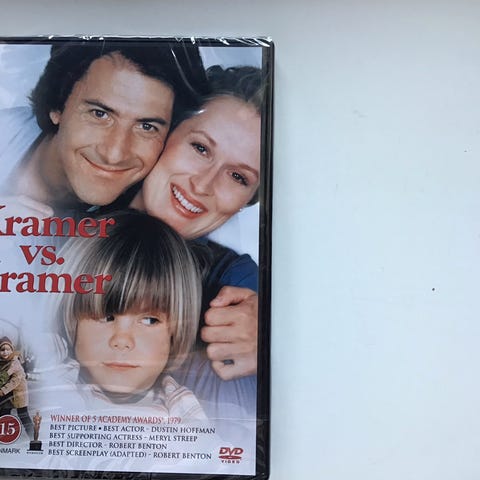 Kramer
vs.
Kramer
WINNER OF 5 ACADEMY AWARDS®, 1979
BEST PICTURE • BEST ACTOR - DUSTIN HOFFMAN
BEST SUPPORTING ACTRESS - MERYL STREEP
BEST DIRECTOR - ROBERT BENTON
BEST SCREENPLAY (ADAPTED) - ROBERT BENTON
15
NMARK
DVD
VIDEO